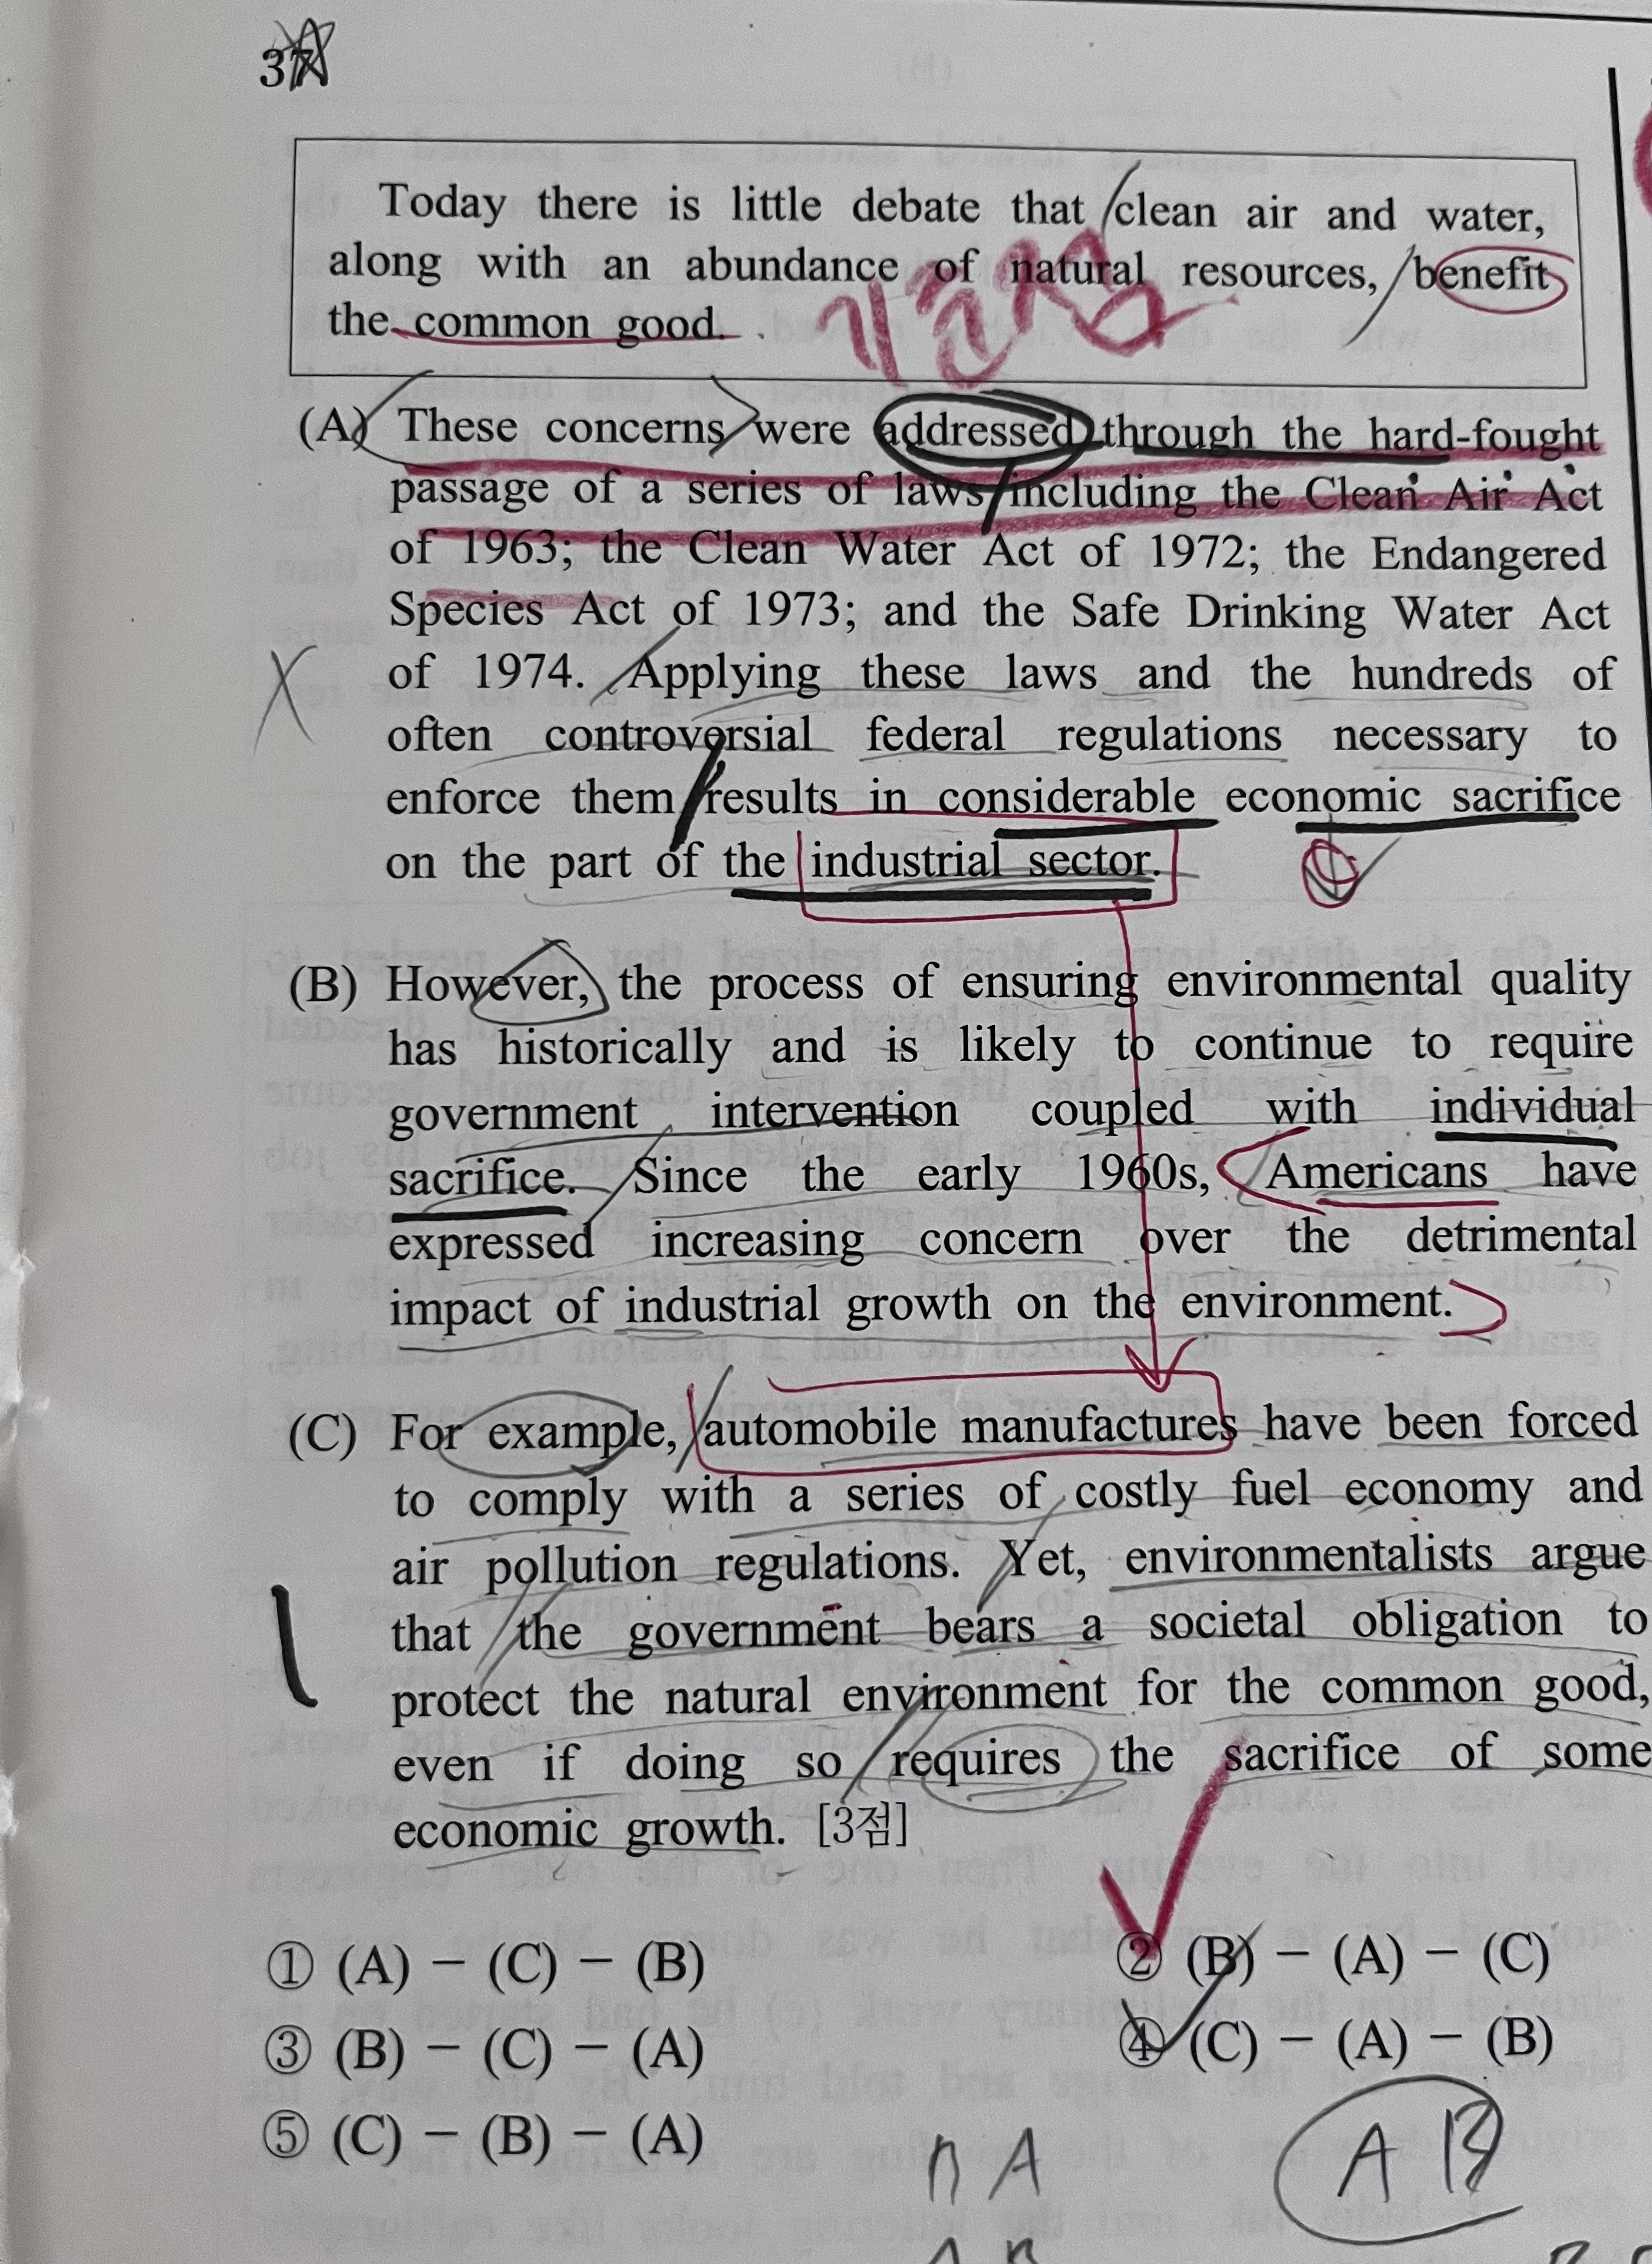 37
Today there is little debate that clean air and water,
along with an abundance of natural resources, benefit
the common good.
(A) These concerns were addressed through the hard-fought
passage of a series of laws, including the Clean Air Act
of 1963; the Clean Water Act of 1972; the Endangered
Species Act of 1973; and the Safe Drinking Water Act
of 1974. Applying these laws and the hundreds of
often controversial federal regulations necessary to
enforce them results in considerable economic sacrifice
on the part of the industrial sector.
(B) However, the process of ensuring environmental quality
has historically and is likely to continue to require
government intervention coupled with individual
sacrifice. Since the early 1960s, Americans have
expressed increasing concern over the detrimental
impact of industrial growth on the environment.
(C) For example, automobile manufactures have been forced
to comply with a series of costly fuel economy and
air pollution regulations. Yet, environmentalists argue
that the government bears a societal obligation to
protect the natural environment for the common good,
even if doing so requires the sacrifice of some
economic growth. [3점]
① (A) - (C) - (B)
② (B) - (A) - (C)
③ (B) - (C) - (A)
④ (C) - (A) - (B)
⑤ (C) - (B) - (A)
A B